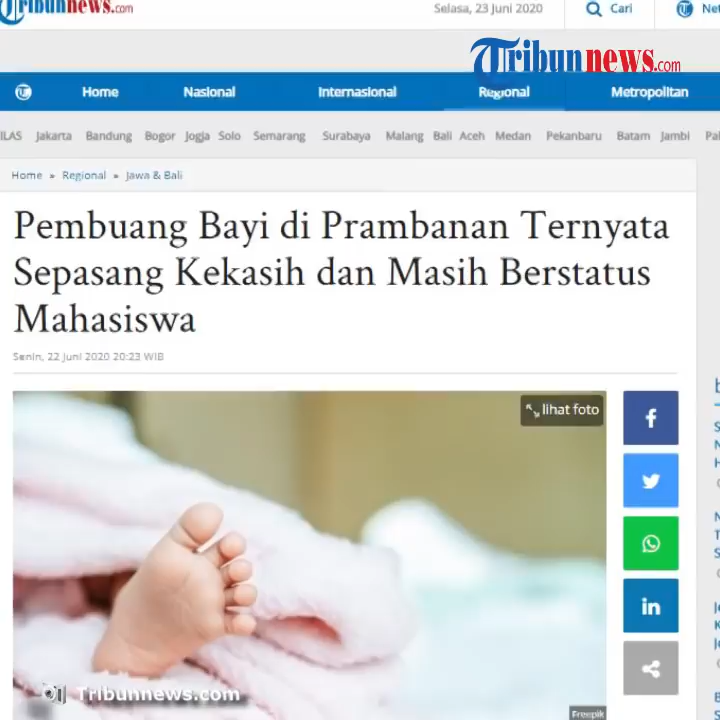 Tribunnews.com
Selasa, 23 Juni 2020
Cari
Tribunnews.com
Home Nasional Internasional Regional Metropolitan
Jakarta Bandung Bogor Jogja Solo Semarang Surabaya Malang Bali Aceh Medan Pekanbaru Batam Jambi
Home » Regional » Jawa & Bali
Pembuang Bayi di Prambanan Ternyata
Sepasang Kekasih dan Masih Berstatus
Mahasiswa
Senin, 22 Juni 2020 20:23 WIB
lihat foto
Tribunnews.com
Freepik